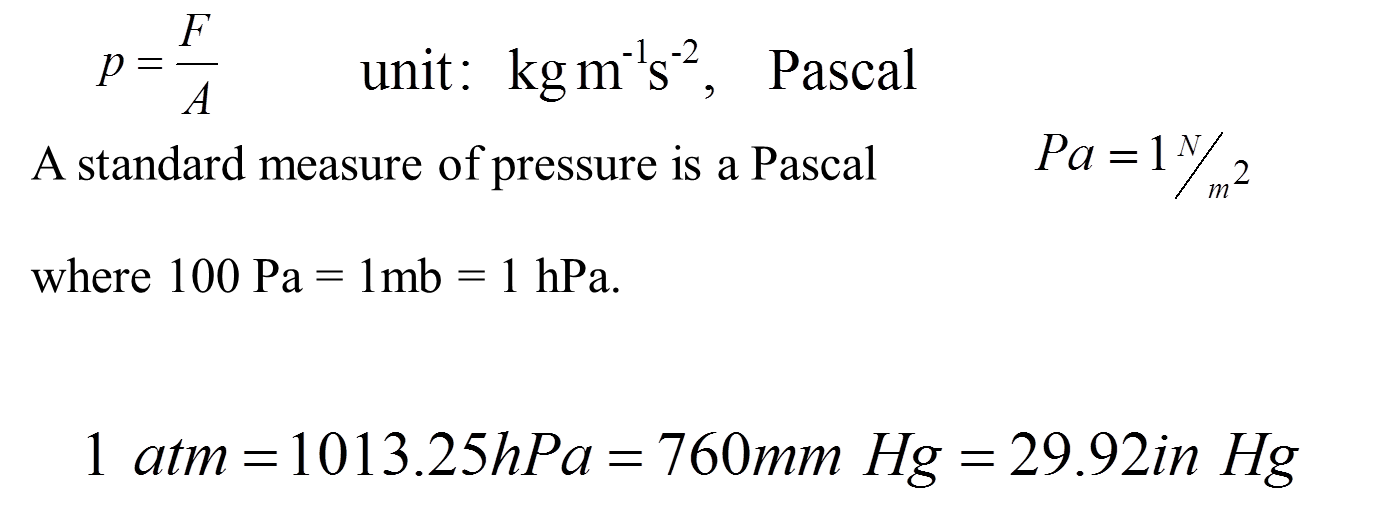 p = F/A unit: kg m⁻¹s⁻², Pascal
A standard measure of pressure is a Pascal Pa = 1 N/m²
where 100 Pa = 1mb = 1 hPa.
1 atm = 1013.25hPa = 760mm Hg = 29.92in Hg